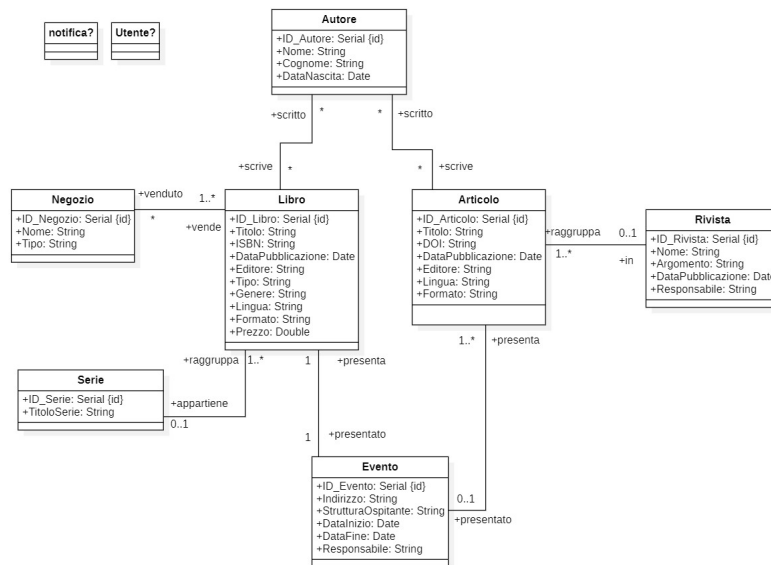 notifica?
Utente?
Autore
+ID_Autore: Serial {id}
+Nome: String
+Cognome: String
+DataNascita: Date
+scritto
*
*
+scritto
+scrive
*
*
+scrive
Negozio
+ID_Negozio: Serial {id}
+Nome: String
+Tipo: String
+venduto
1..*
*
+vende
Libro
+ID_Libro: Serial {id}
+Titolo: String
+ISBN: String
+DataPubblicazione: Date
+Editore: String
+Tipo: String
+Genere: String
+Lingua: String
+Formato: String
+Prezzo: Double
Articolo
+ID_Articolo: Serial {id}
+Titolo: String
+DOI: String
+DataPubblicazione: Date
+Editore: String
+Lingua: String
+Formato: String
+raggruppa
0..1
1..*
+in
Rivista
+ID_Rivista: Serial {id}
+Nome: String
+Argomento: String
+DataPubblicazione: Date
+Responsabile: String
+raggruppa
1..*
1
+presenta
1..*
+presenta
Serie
+ID_Serie: Serial {id}
+TitoloSerie: String
+appartiene
0..1
1
+presentato
Evento
+ID_Evento: Serial {id}
+Indirizzo: String
+StrutturaOspitante: String
+DataInizio: Date
+DataFine: Date
+Responsabile: String
0..1
+presentato